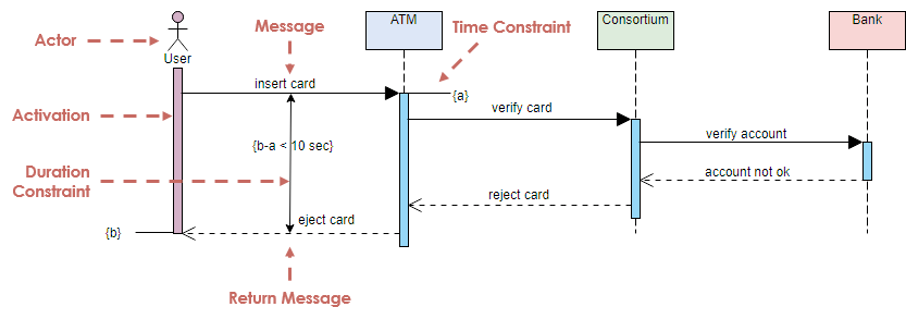 Message
ATM
Time Constraint
Consortium
Bank
Actor
User
insert card
{a}
verify card
Activation
verify account
{b-a < 10 sec}
Duration
Constraint
account not ok
reject card
eject card
{b}
Return Message